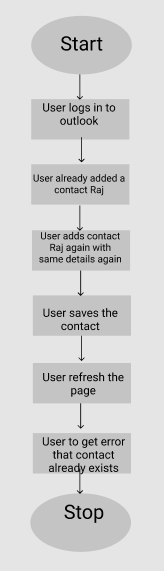 Start
User logs in to
outlook
User already added a
contact Raj
User adds contact
Raj again with
same details again
User saves the
contact
User refresh the
page
User to get error
that contact
already exists
Stop